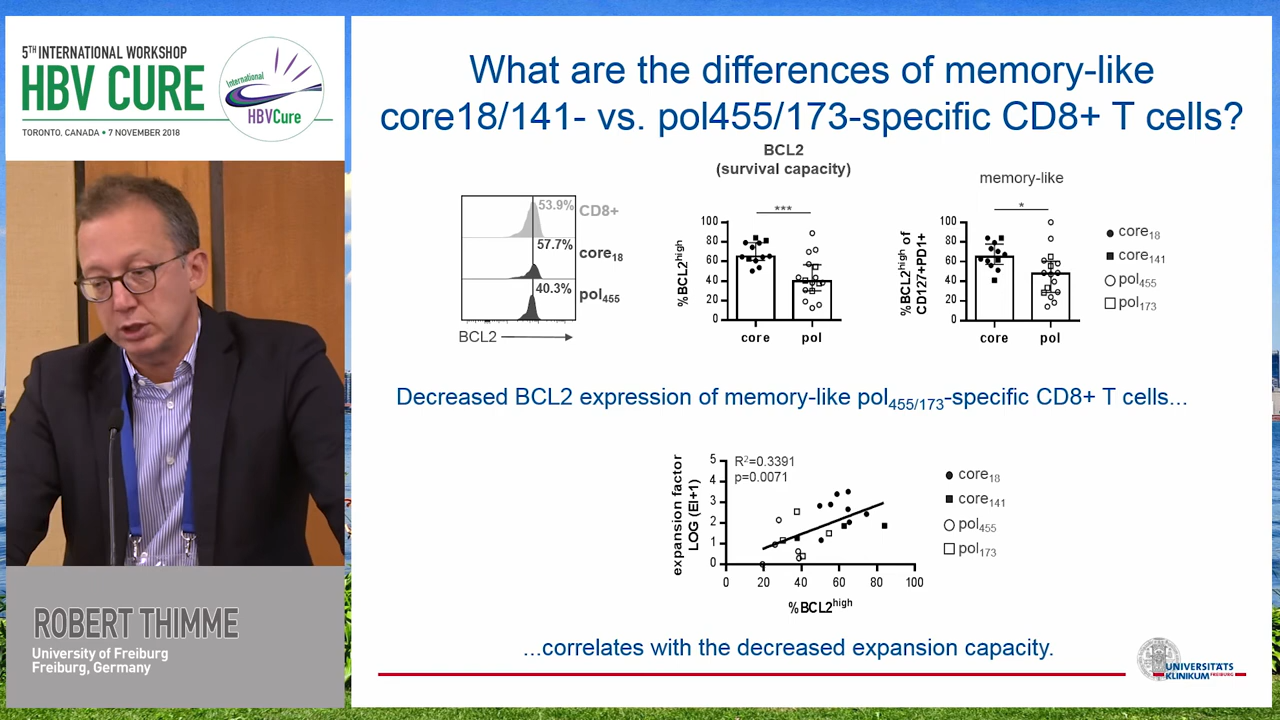 5TH INTERNATIONAL WORKSHOP
HBV CURE
TORONTO, CANADA • 7 NOVEMBER 2018
International
HBVCure
ROBERT THIMME
University of Freiburg
Freiburg, Germany
What are the differences of memory-like
core18/141- vs. pol455/173-specific CD8+ T cells?
BCL2
(survival capacity)
memory-like
53.9%
CD8+
57.7%
core18
40.3%
pol455
BCL2
%BCL2high
100
80
60
40
20
0
***
core
pol
%BCL2high of
CD127+PD1+
100
80
60
40
20
0
*
core
pol
core18
core141
pol455
pol173
Decreased BCL2 expression of memory-like pol455/173-specific CD8+ T cells...
expansion factor
LOG (EI+1)
5
4
3
2
1
0
R2=0.3391
p=0.0071
0 20 40 60 80 100
%BCL2high
core18
core141
pol455
pol173
...correlates with the decreased expansion capacity.
UNIVERSITÄTS
KLINIKUM FREIBURG